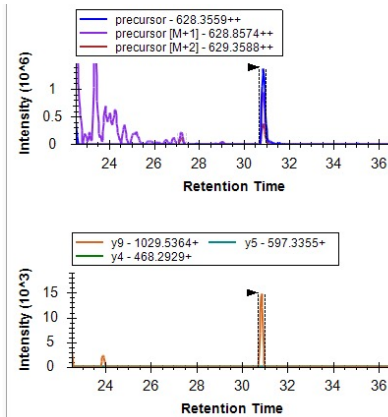 precursor - 628.3559++
precursor [M+1] - 628.8574++
precursor [M+2] - 629.3588++
Intensity (10^6)
1
0.5
0
24 26 28 30 32 34 36
Retention Time
y9 - 1029.5364+ y5 - 597.3355+
y4 - 468.2929+
Intensity (10^3)
15
10
5
0
24 26 28 30 32 34 36
Retention Time